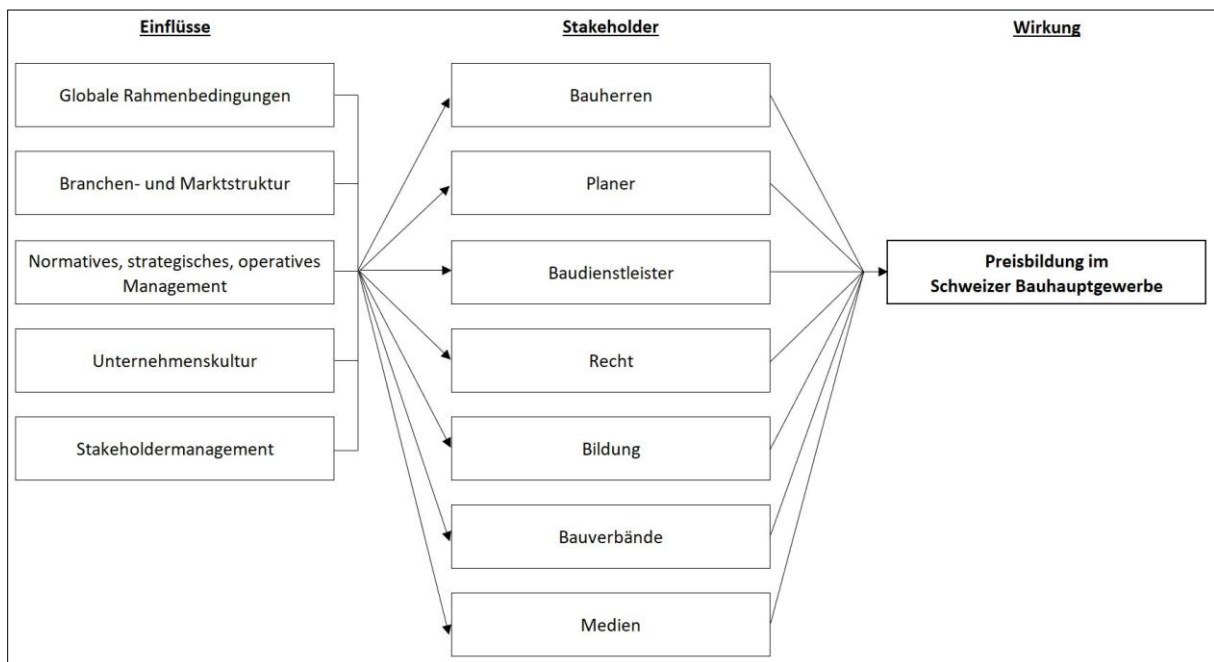 Einflüsse
Stakeholder
Wirkung
Globale Rahmenbedingungen
Branchen- und Marktstruktur
Normatives, strategisches, operatives
Management
Unternehmenskultur
Stakeholdermanagement
Bauherren
Planer
Baudienstleister
Recht
Bildung
Bauverbände
Medien
Preisbildung im
Schweizer Bauhauptgewerbe